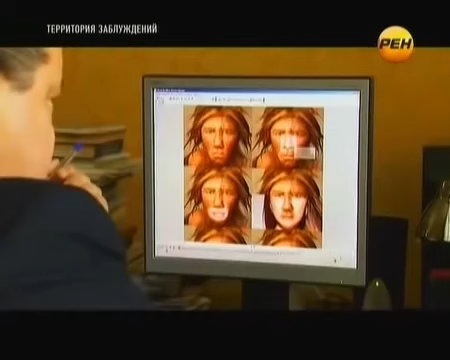 ТЕРРИТОРИЯ ЗАБЛУЖДЕНИЙ
РЕН